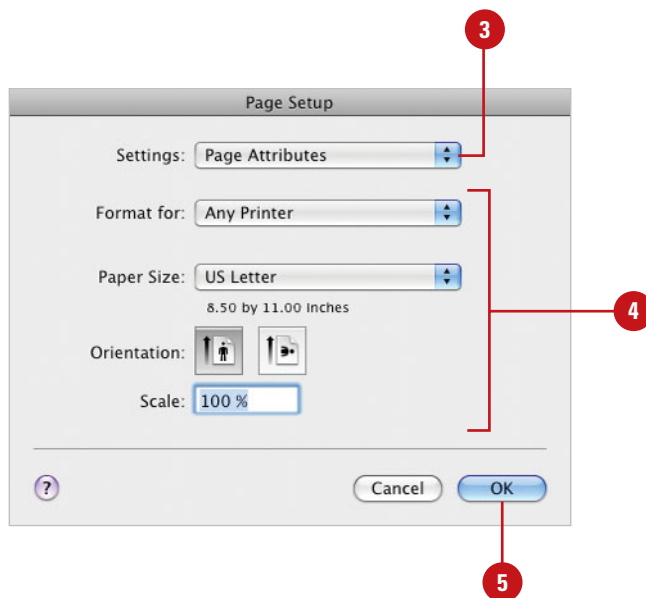 3
Page Setup
Settings: Page Attributes
Format for: Any Printer
Paper Size: US Letter
8.50 by 11.00 inches
4
Orientation:
Scale: 100 %
? Cancel OK
5